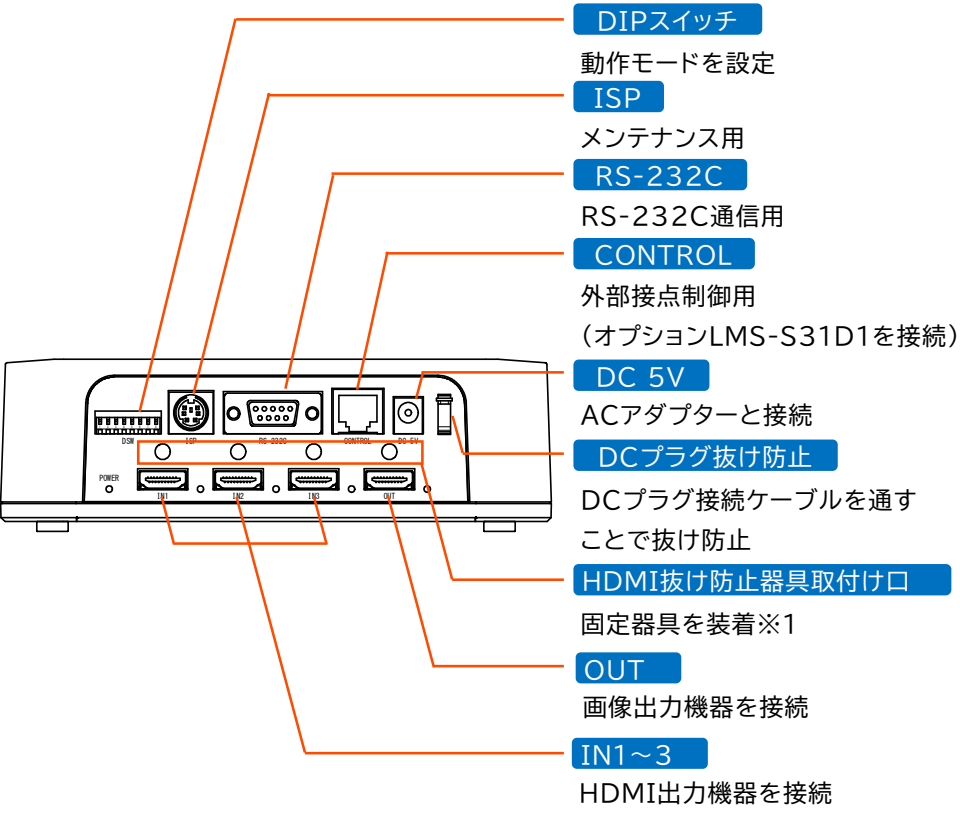 DIPスイッチ
動作モードを設定
ISP
メンテナンス用
RS-232C
RS-232C通信用
CONTROL
外部接点制御用
(オプションLMS-S31D1を接続)
DC 5V
ACアダプターと接続
DCプラグ抜け防止
DCプラグ接続ケーブルを通す
ことで抜け防止
HDMI抜け防止器具取付け口
固定器具を装着※1
OUT
画像出力機器を接続
IN1～3
HDMI出力機器を接続
DSW ISP RS-232C CONTROL DC 5V
POWER
IN1 IN2 IN3 OUT